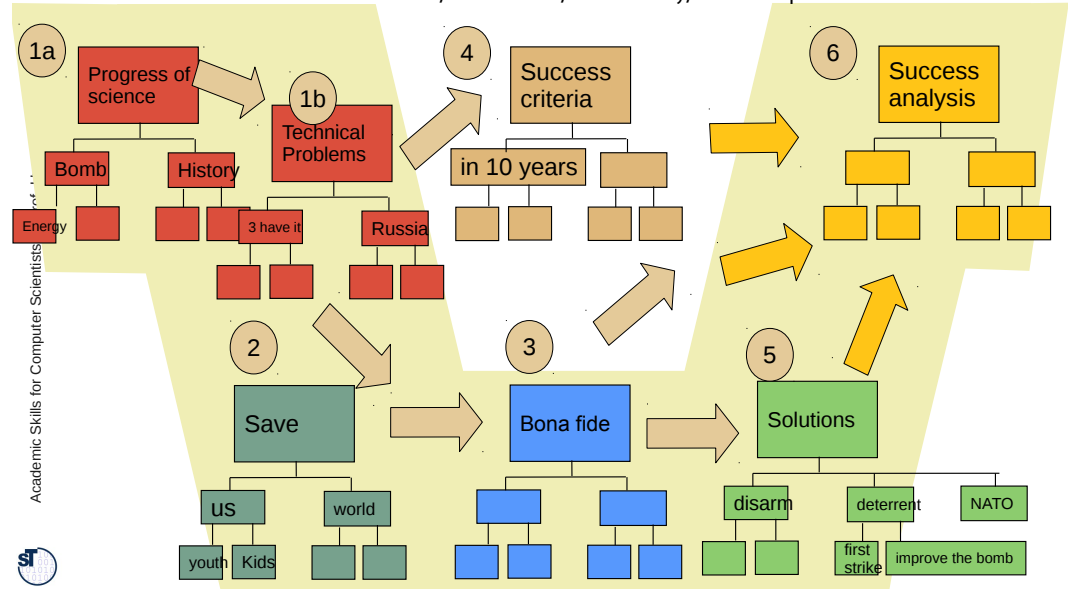 1a
Progress of
science
Bomb
History
Energy
1b
Technical
Problems
3 have it
Russia
4
Success
criteria
in 10 years
6
Success
analysis
2
Save
us
world
youth
Kids
3
Bona fide
5
Solutions
disarm
deterrent
NATO
first
strike
improve the bomb
Academic Skills for Computer Scientists
sT